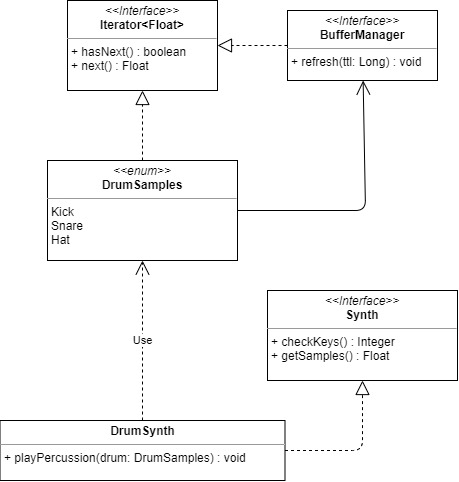 <<Interface>>
Iterator<Float>
+ hasNext() : boolean
+ next() : Float
<<Interface>>
BufferManager
+ refresh(ttl: Long) : void
<<enum>>
DrumSamples
Kick
Snare
Hat
Use
<<Interface>>
Synth
+ checkKeys() : Integer
+ getSamples() : Float
DrumSynth
+ playPercussion(drum: DrumSamples) : void